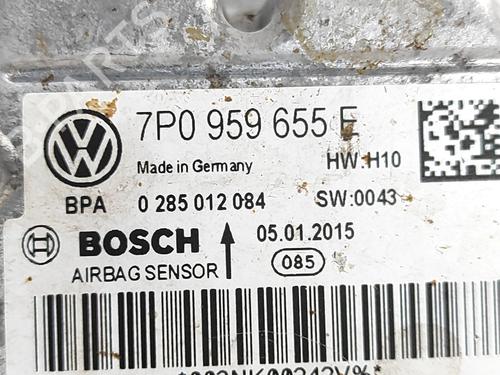 7P0 959 655 E
Made in Germany HW:H10
BPA 0 285 012 084 SW:0043
BOSCH 05.01.2015
AIRBAG SENSOR 085